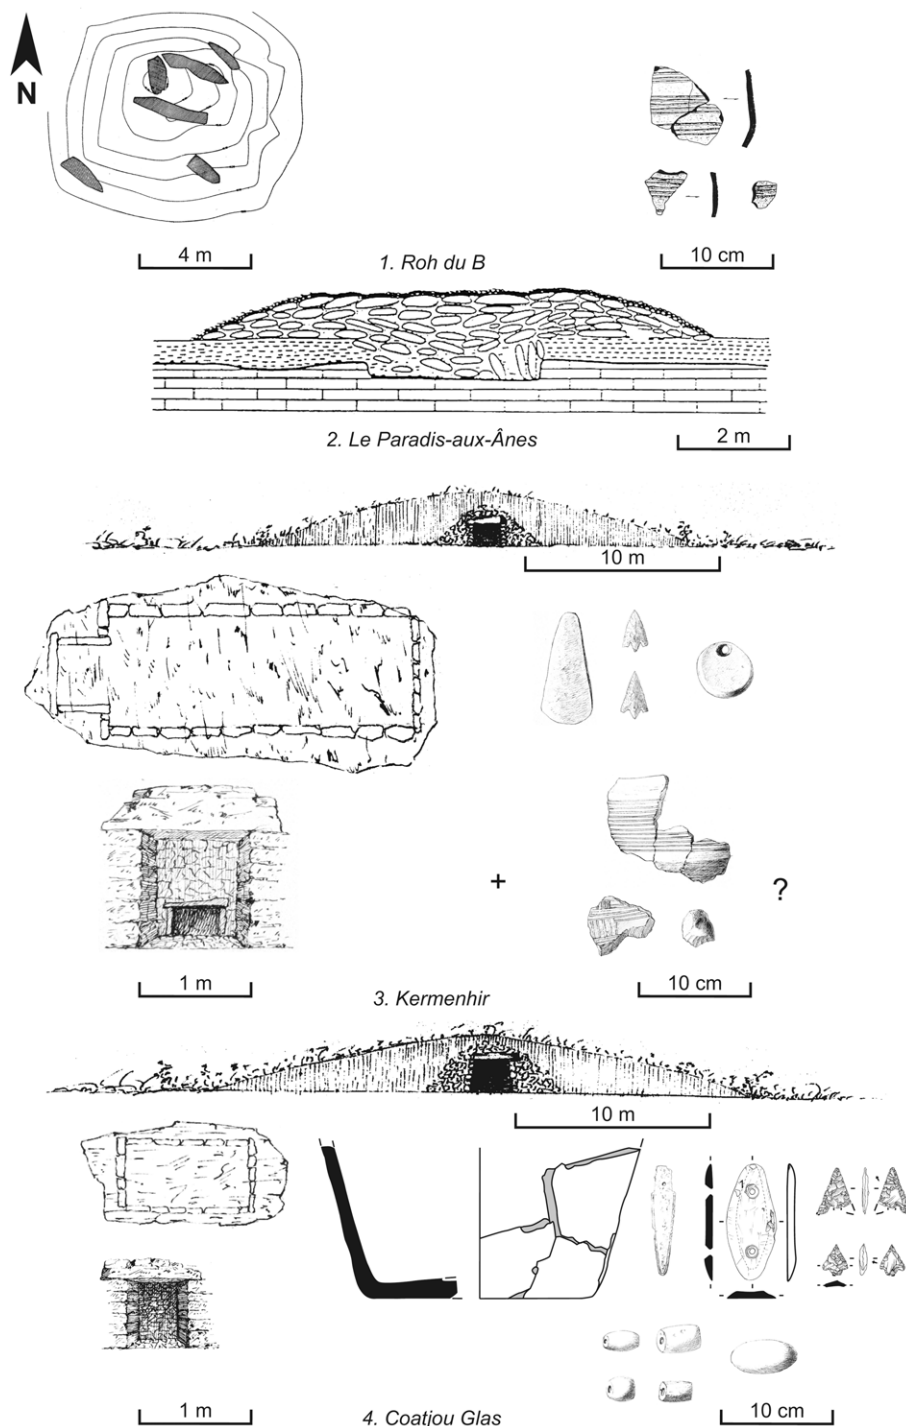 N
4 m
10 cm
1. Roh du B
2. Le Paradis-aux-Ânes
2 m
10 m
+
?
1 m
10 cm
3. Kermenhir
10 m
1 m
4. Coatjou Glas
10 cm